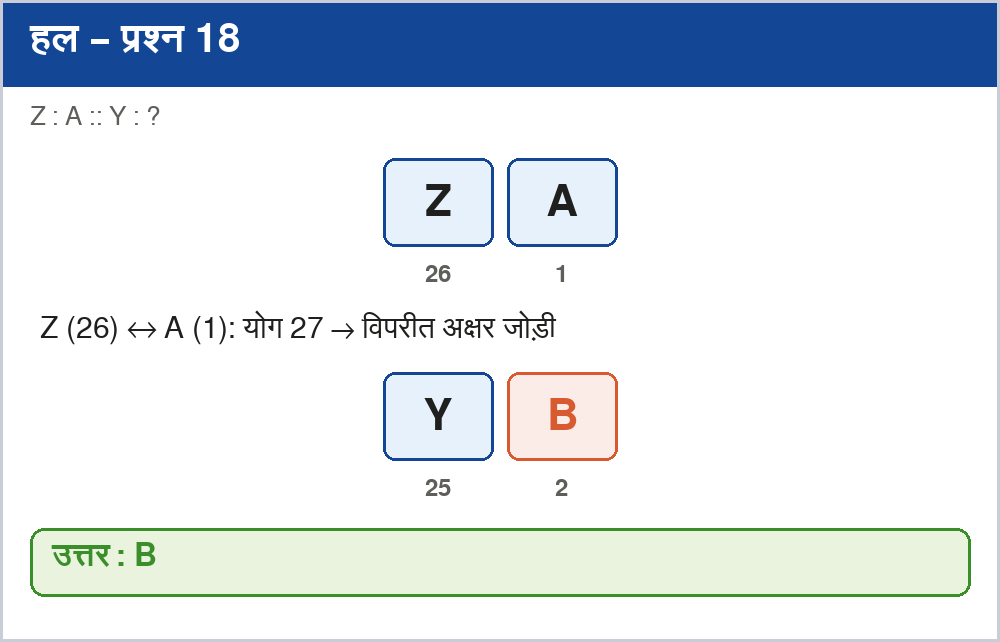 हल – प्रश्न 18
Z : A :: Y : ?
Z A
26 1
Z (26) ↔ A (1): योग 27 → विपरीत अक्षर जोड़ी
Y B
25 2
उत्तर : B